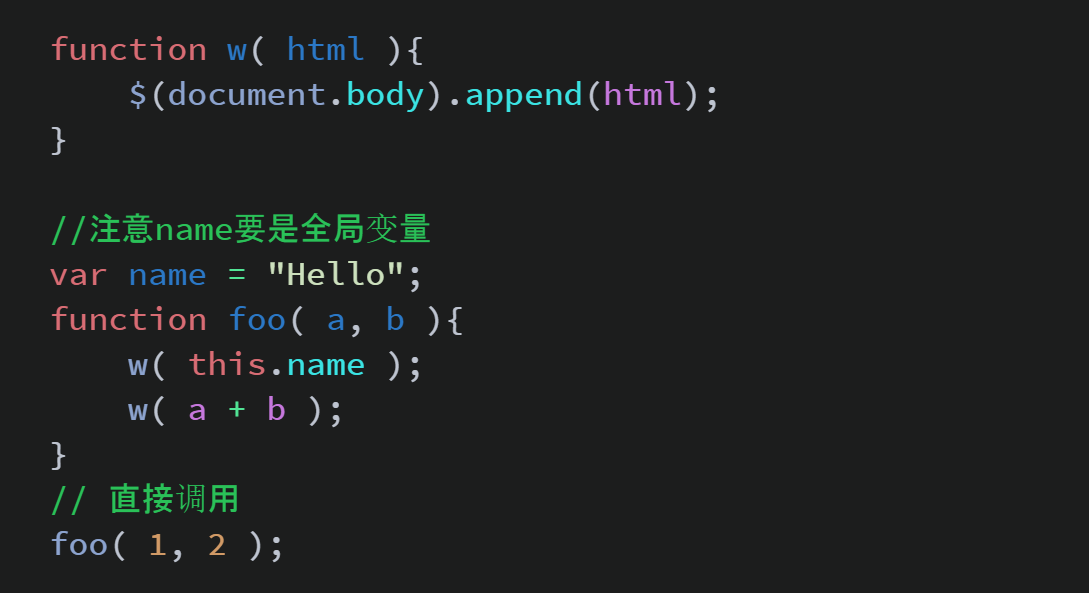 function w( html ){
    $(document.body).append(html);
}

//注意name要是全局变量
var name = "Hello";
function foo( a, b ){
    w( this.name );
    w( a + b );
}
// 直接调用
foo( 1, 2 );